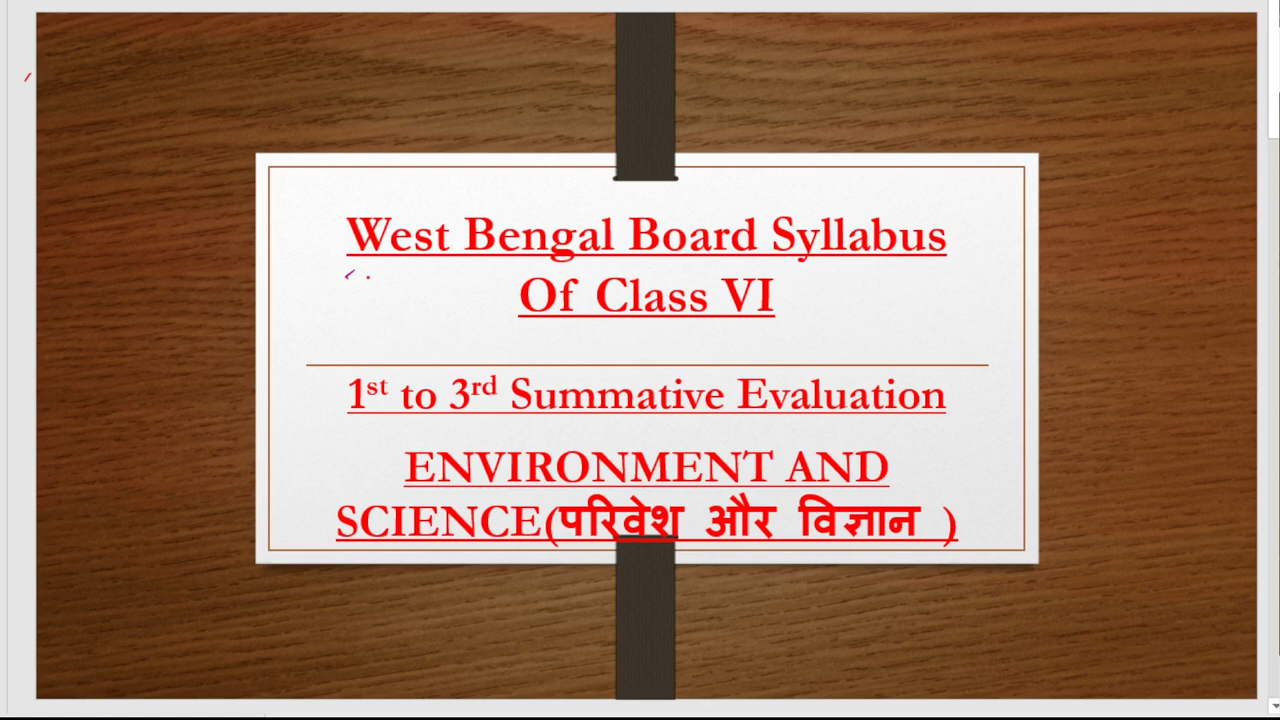 West Bengal Board Syllabus
Of Class VI
1st to 3rd Summative Evaluation
ENVIRONMENT AND
SCIENCE(परिवेश और विज्ञान )